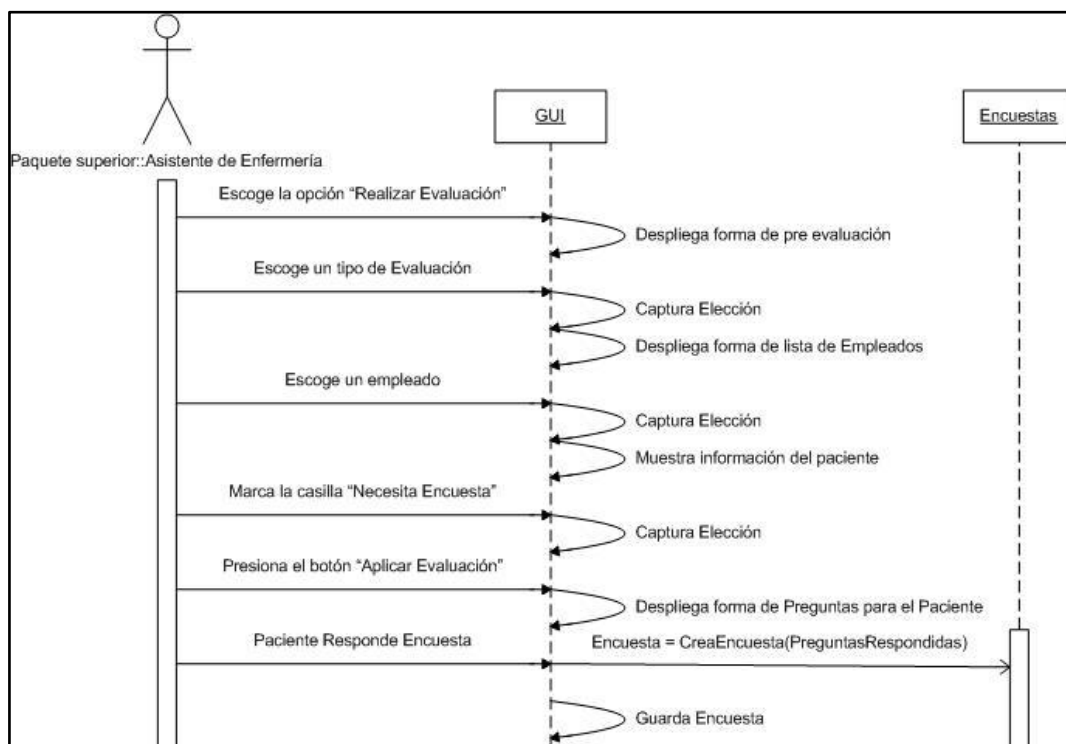 GUI
Encuestas
Paquete superior::Asistente de Enfermería
Escoge la opción “Realizar Evaluación”
Despliega forma de pre evaluación
Escoge un tipo de Evaluación
Captura Elección
Despliega forma de lista de Empleados
Escoge un empleado
Captura Elección
Muestra información del paciente
Marca la casilla “Necesita Encuesta”
Captura Elección
Presiona el botón “Aplicar Evaluación”
Despliega forma de Preguntas para el Paciente
Paciente Responde Encuesta
Encuesta = CreaEncuesta(PreguntasRespondidas)
Guarda Encuesta